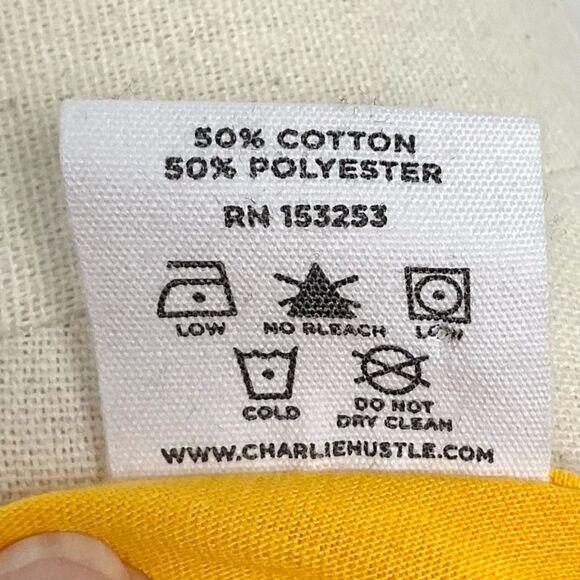 50% COTTON
50% POLYESTER
RN 153253
LOW NO BLEACH LOW
COLD DO NOT
DRY CLEAN
WWW.CHARLIEHUSTLE.COM